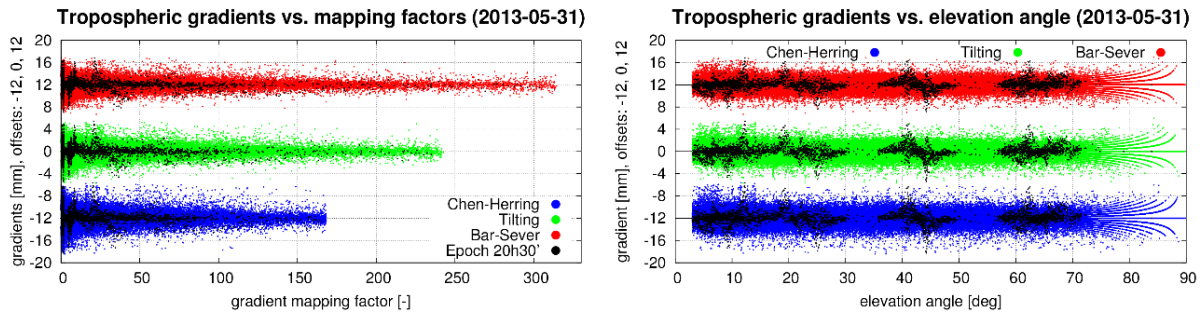 Tropospheric gradients vs. mapping factors (2013-05-31)
gradients [mm], offsets: -12, 0, 12
20
16
12
8
4
0
-4
-8
-12
-16
-20
Chen-Herring
Tilting
Bar-Sever
Epoch 20h30'
0 50 100 150 200 250 300
gradient mapping factor [-]
Tropospheric gradients vs. elevation angle (2013-05-31)
gradient [mm], offsets: -12, 0, 12
Chen-Herring Tilting Bar-Sever
20
16
12
8
4
0
-4
-8
-12
-16
-20
0 10 20 30 40 50 60 70 80 90
elevation angle [deg]